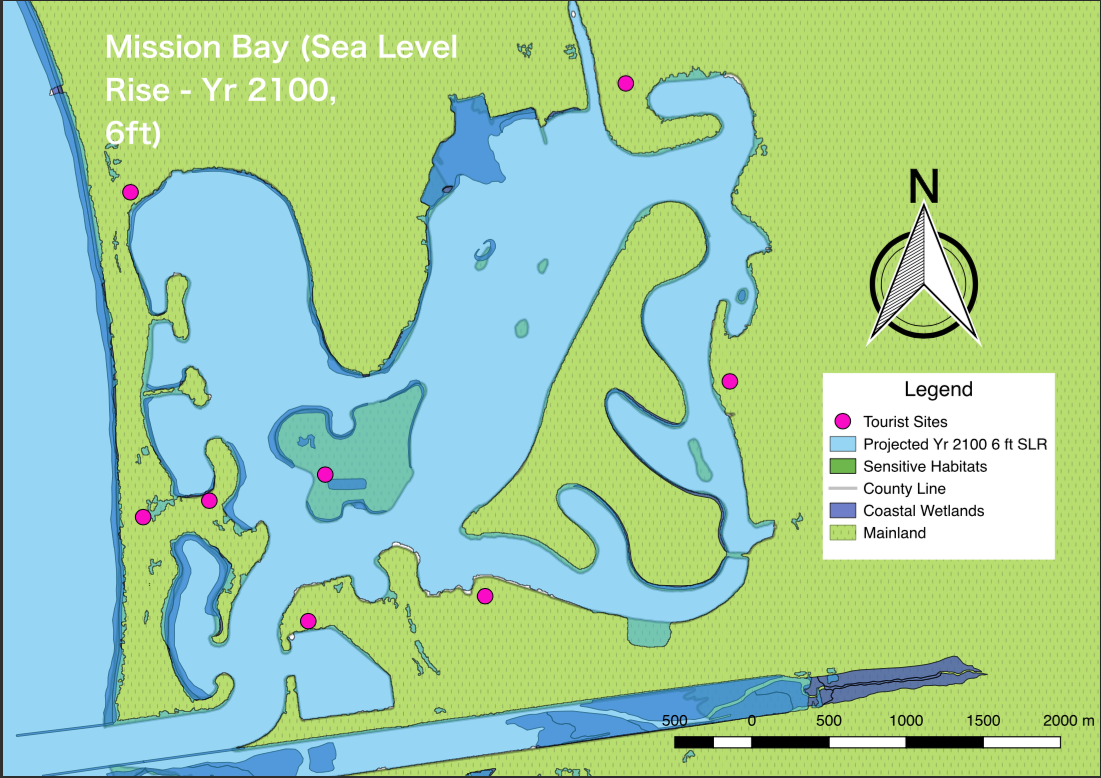 Mission Bay (Sea Level
Rise - Yr 2100,
6ft)
N
Legend
Tourist Sites
Projected Yr 2100 6 ft SLR
Sensitive Habitats
County Line
Coastal Wetlands
Mainland
500 0 500 1000 1500 2000 m